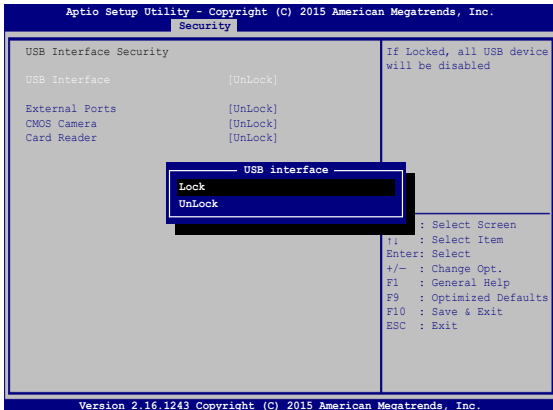 Aptio Setup Utility - Copyright (C) 2015 American Megatrends, Inc.
Security
USB Interface Security
USB Interface [UnLock]
External Ports [UnLock]
CMOS Camera [UnLock]
Card Reader [UnLock]
If Locked, all USB device
will be disabled
USB interface
Lock
UnLock
: Select Screen
↑↓ : Select Item
Enter: Select
+/— : Change Opt.
F1 : General Help
F9 : Optimized Defaults
F10 : Save & Exit
ESC : Exit
Version 2.16.1243 Copyright (C) 2015 American Megatrends, Inc.